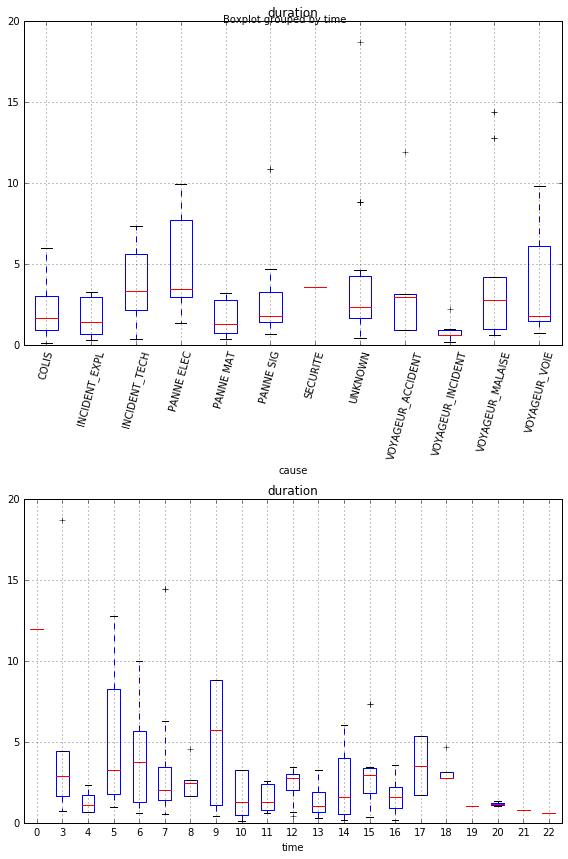 duration
Boxplot grouped by time
20
15
10
5
0
COLIS
INCIDENT_EXPL
INCIDENT_TECH
PANNE ELEC
PANNE MAT
PANNE SIG
SECURITE
UNKNOWN
VOYAGEUR_ACCIDENT
VOYAGEUR_INCIDENT
VOYAGEUR_MALAISE
VOYAGEUR_VOIE
cause
duration
20
15
10
5
0
0 3 4 5 6 7 8 9 10 11 12 13 14 15 16 17 18 19 20 21 22
time